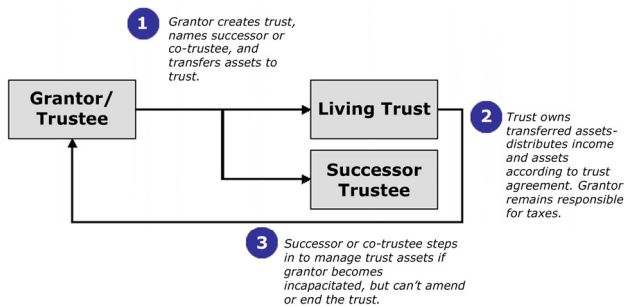 1
Grantor creates trust,
names successor or
co-trustee, and
transfers assets to
trust.
Grantor/
Trustee
Living Trust
Successor
Trustee
2
Trust owns
transferred assets-
distributes income
and assets
according to trust
agreement. Grantor
remains responsible
for taxes.
3
Successor or co-trustee steps
in to manage trust assets if
grantor becomes
incapacitated, but can't amend
or end the trust.